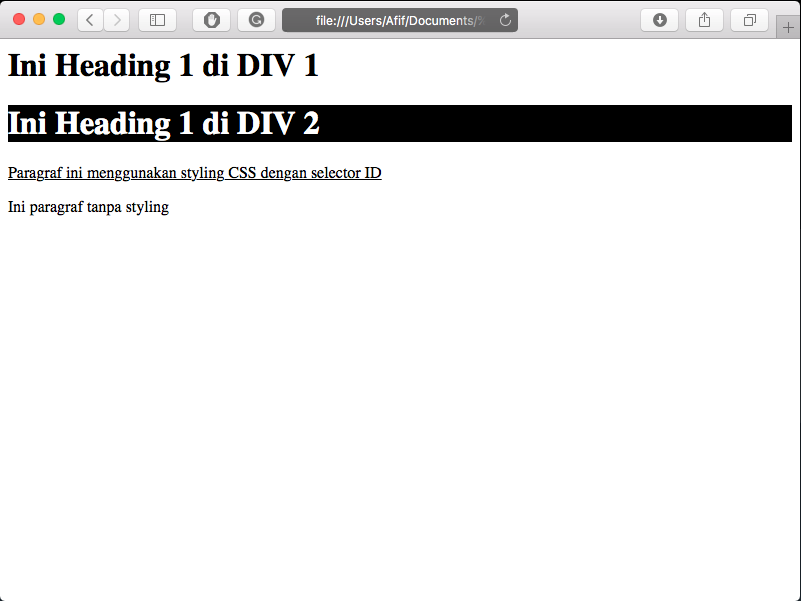 file:///Users/Afif/Documents/
Ini Heading 1 di DIV 1
Ini Heading 1 di DIV 2
Paragraf ini menggunakan styling CSS dengan selector ID
Ini paragraf tanpa styling